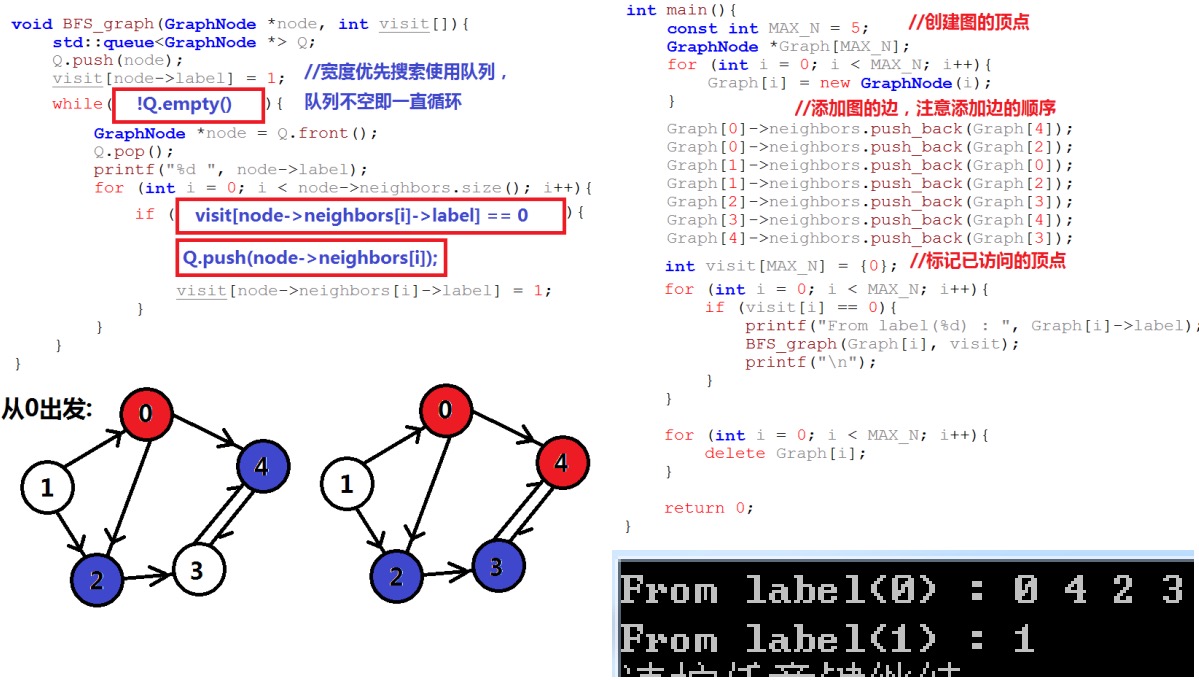 void BFS_graph(GraphNode *node, int visit[]){
std::queue<GraphNode *> Q;
Q.push(node);
visit[node->label] = 1; //宽度优先搜索使用队列，
while( !Q.empty() ){ 队列不空即一直循环
GraphNode *node = Q.front();
Q.pop();
printf("%d ", node->label);
for (int i = 0; i < node->neighbors.size(); i++){
if ( visit[node->neighbors[i]->label] == 0 ){
Q.push(node->neighbors[i]);
visit[node->neighbors[i]->label] = 1;
}
}
}
}
从0出发:
0
4
1
2
3
0
4
1
2
3
int main(){
const int MAX_N = 5; //创建图的顶点
GraphNode *Graph[MAX_N];
for (int i = 0; i < MAX_N; i++){
Graph[i] = new GraphNode(i);
}
//添加图的边，注意添加边的顺序
Graph[0]->neighbors.push_back(Graph[4]);
Graph[0]->neighbors.push_back(Graph[2]);
Graph[1]->neighbors.push_back(Graph[0]);
Graph[1]->neighbors.push_back(Graph[2]);
Graph[2]->neighbors.push_back(Graph[3]);
Graph[3]->neighbors.push_back(Graph[4]);
Graph[4]->neighbors.push_back(Graph[3]);
int visit[MAX_N] = {0}; //标记已访问的顶点
for (int i = 0; i < MAX_N; i++){
if (visit[i] == 0){
printf("From label(%d) : ", Graph[i]->label);
BFS_graph(Graph[i], visit);
printf("\n");
}
}
for (int i = 0; i < MAX_N; i++){
delete Graph[i];
}
return 0;
}
From label(0) : 0 4 2 3
From label(1) : 1